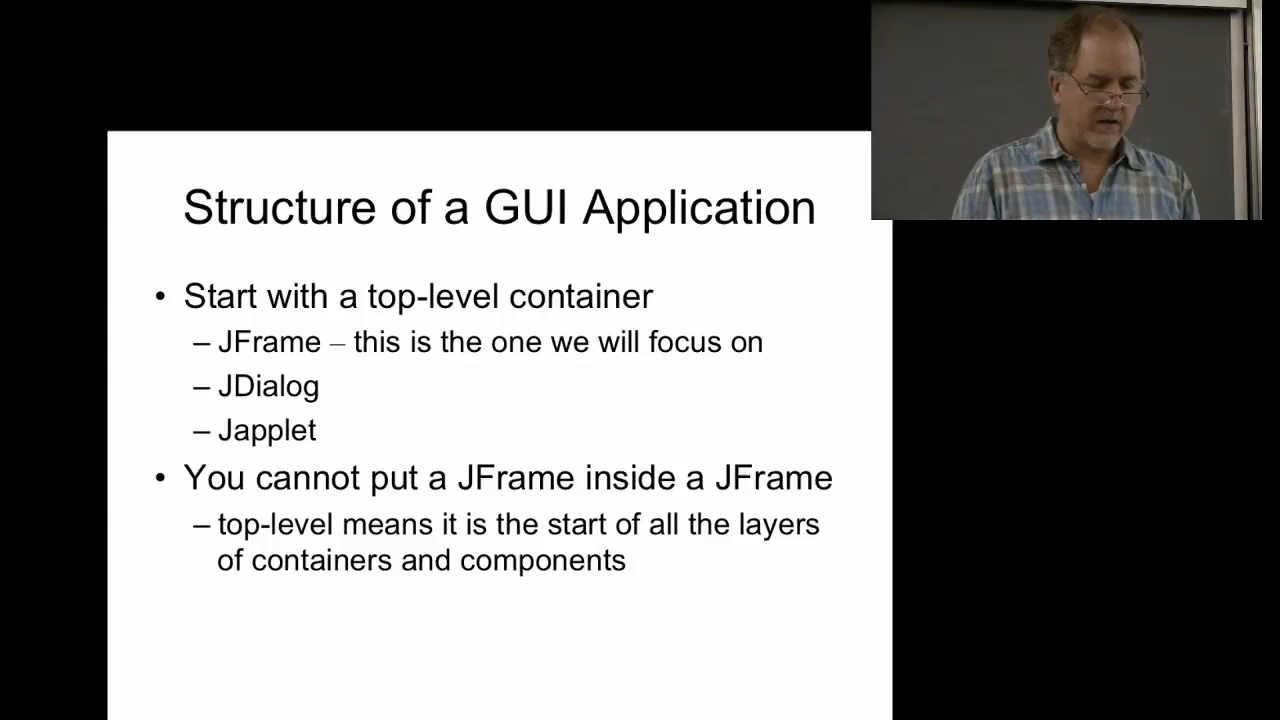 Structure of a GUI Application
• Start with a top-level container
– JFrame – this is the one we will focus on
– JDialog
– Japplet
• You cannot put a JFrame inside a JFrame
– top-level means it is the start of all the layers
of containers and components